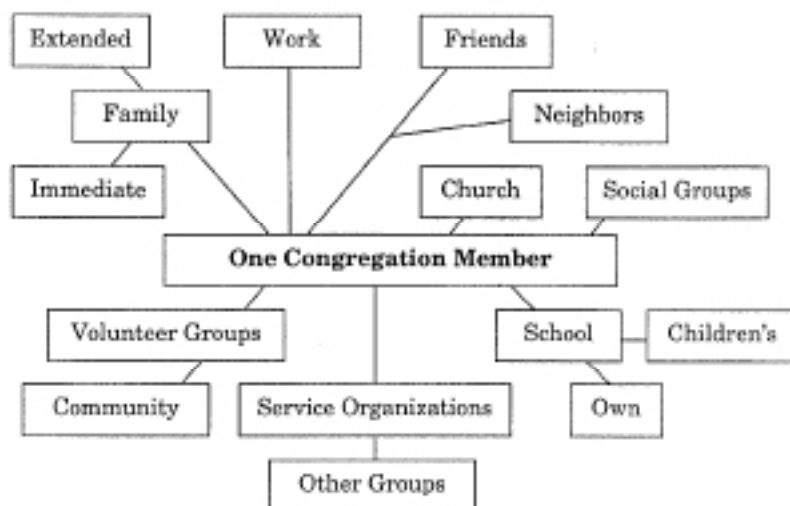 Extended
Work
Friends
Family
Neighbors
Immediate
Church
Social Groups
One Congregation Member
Volunteer Groups
School
Children's
Community
Service Organizations
Own
Other Groups